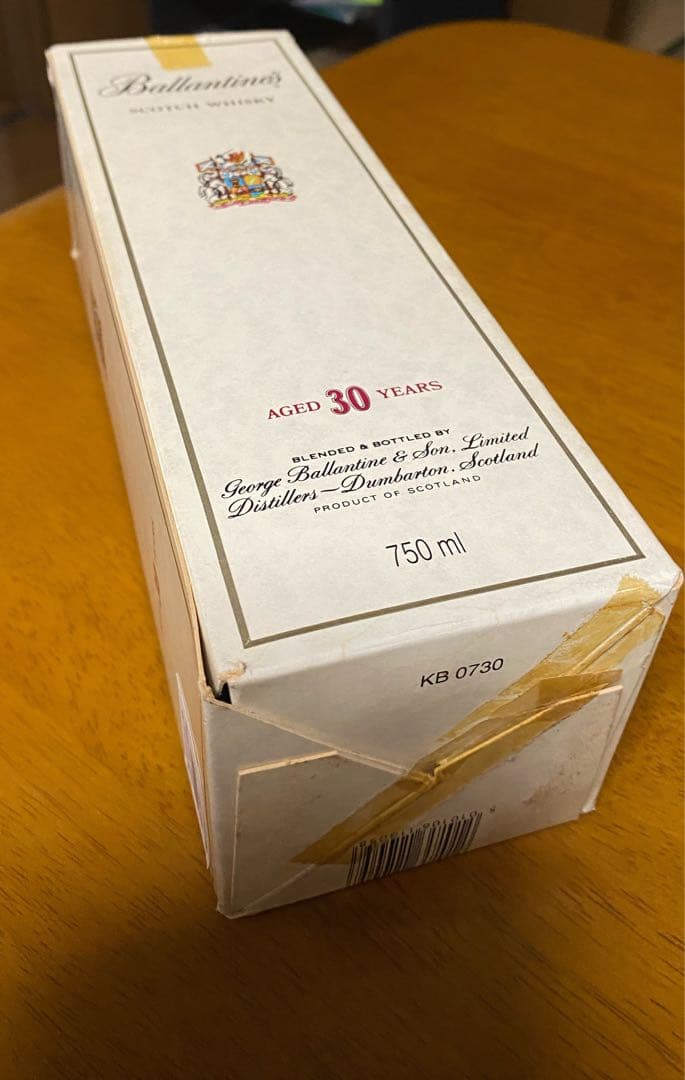 Ballantine's
SCOTCH WHISKY
AGED 30 YEARS
BLENDED & BOTTLED BY
George Ballantine & Son, Limited
Distillers—Dumbarton, Scotland
PRODUCT OF SCOTLAND
750 ml
KB 0730